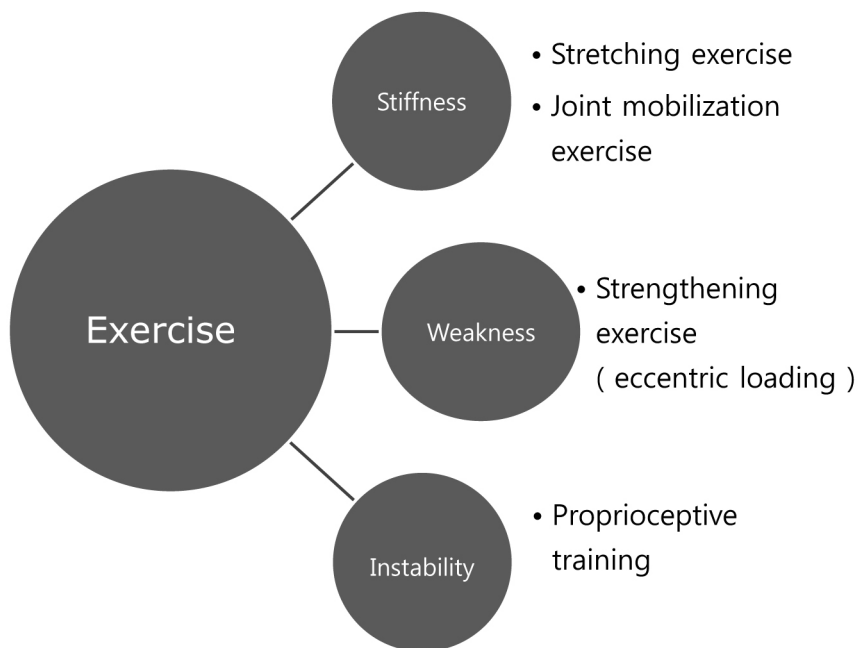 Exercise
Stiffness
• Stretching exercise
• Joint mobilization
exercise
Weakness
• Strengthening
exercise
( eccentric loading )
Instability
• Proprioceptive
training